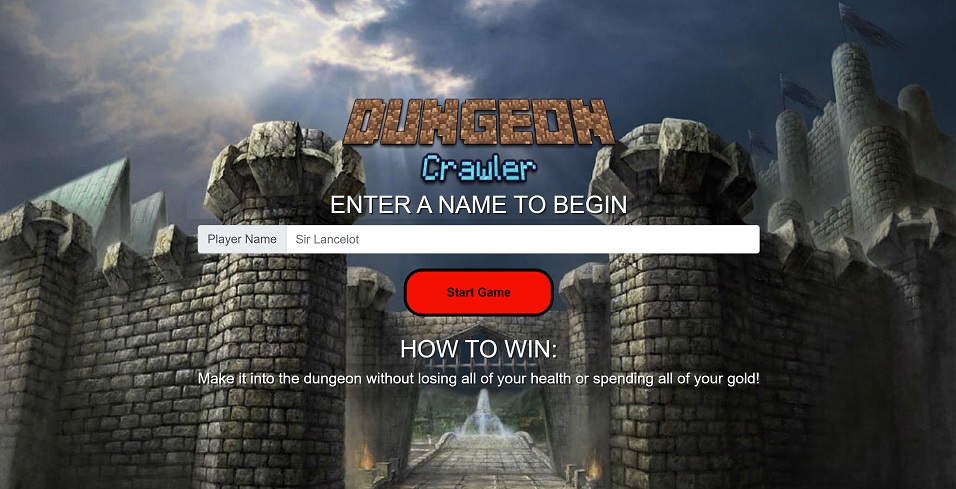 DUNGEON
Crawler
ENTER A NAME TO BEGIN
Player Name Sir Lancelot
Start Game
HOW TO WIN:
Make it into the dungeon without losing all of your health or spending all of your gold!